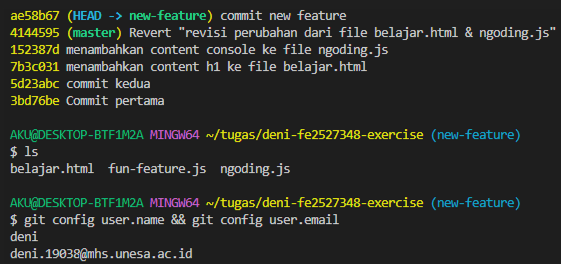 ae58b67 (HEAD -> new-feature) commit new feature
4144595 (master) Revert "revisi perubahan dari file belajar.html & ngoding.js"
152387d menambahkan content console ke file ngoding.js
7b3c031 menambahkan content h1 ke file belajar.html
5d23abc commit kedua
3bd76be Commit pertama
AKU@DESKTOP-BTF1M2A MINGW64 ~/tugas/deni-fe2527348-exercise (new-feature)
$ ls
belajar.html  fun-feature.js  ngoding.js
AKU@DESKTOP-BTF1M2A MINGW64 ~/tugas/deni-fe2527348-exercise (new-feature)
$ git config user.name && git config user.email
deni
deni.19038@mhs.unesa.ac.id